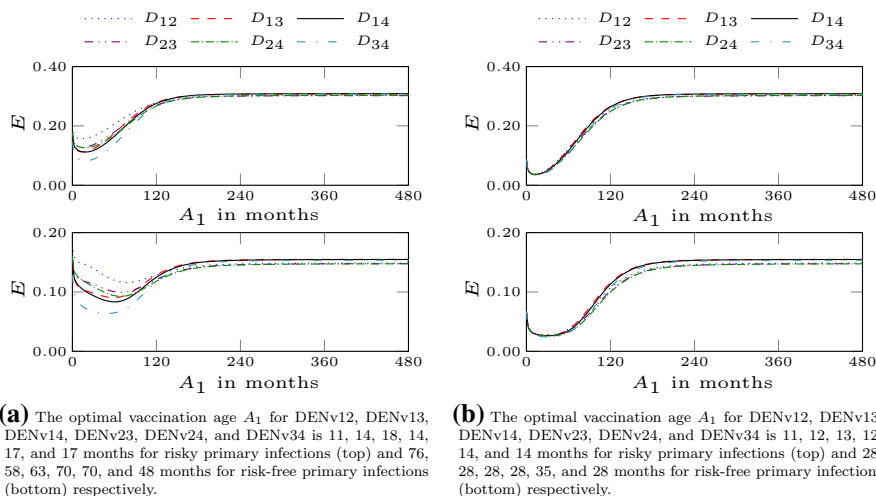 D12 D13 D14
D23 D24 D34
0.40
0.20
0.00
E
120 240 360 480
A1 in months
0.20
0.10
0.00
E
120 240 360 480
A1 in months
(a) The optimal vaccination age A1 for DENv12, DENv13,
DENv14, DENv23, DENv24, and DENv34 is 11, 14, 18, 14,
17, and 17 months for risky primary infections (top) and 76,
58, 63, 70, 70, and 48 months for risk-free primary infections
(bottom) respectively.
D12 D13 D14
D23 D24 D34
0.40
0.20
0.00
E
120 240 360 480
A1 in months
0.20
0.10
0.00
E
120 240 360 480
A1 in months
(b) The optimal vaccination age A1 for DENv12, DENv13
DENv14, DENv23, DENv24, and DENv34 is 11, 12, 13, 12
14, and 14 months for risky primary infections (top) and 28
28, 28, 28, 35, and 28 months for risk-free primary infection
(bottom) respectively.